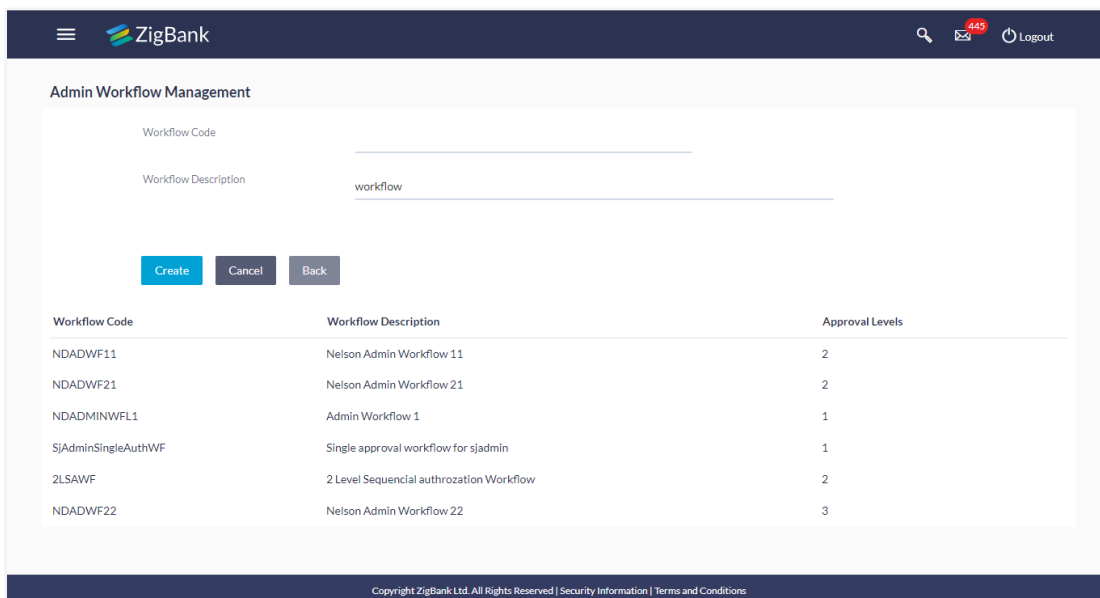 ZigBank 445 Logout
Admin Workflow Management
Workflow Code
Workflow Description workflow
Create Cancel Back
Workflow Code Workflow Description Approval Levels
NDADWF11 Nelson Admin Workflow 11 2
NDADWF21 Nelson Admin Workflow 21 2
NDADMINWFL1 Admin Workflow 1 1
SjAdminSingleAuthWF Single approval workflow for sjadmin 1
2LSAWF 2 Level Sequencial authrozation Workflow 2
NDADWF22 Nelson Admin Workflow 22 3
Copyright ZigBank Ltd. All Rights Reserved | Security Information | Terms and Conditions